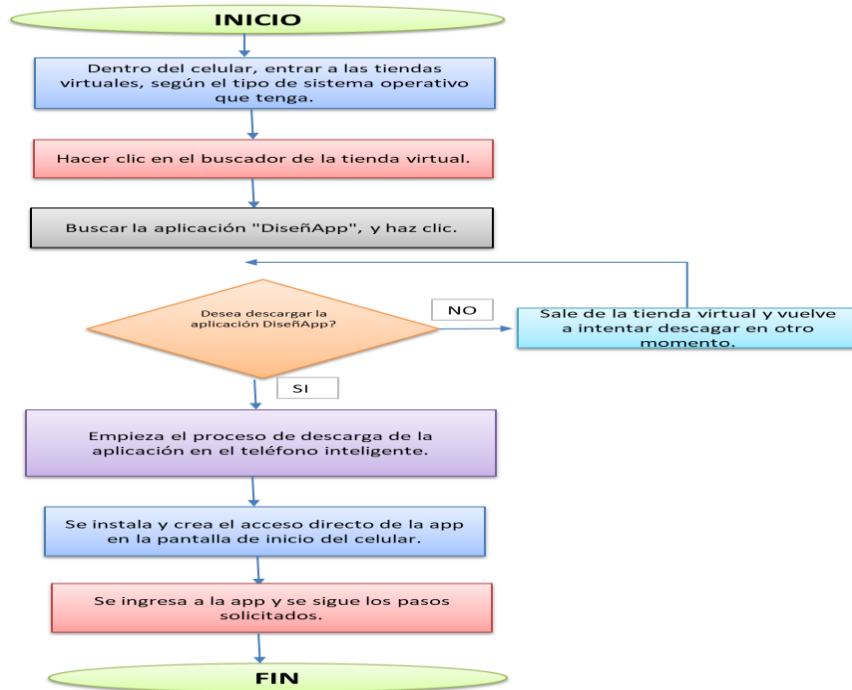 INICIO
Dentro del celular, entrar a las tiendas
virtuales, según el tipo de sistema operativo
que tenga.
Hacer clic en el buscador de la tienda virtual.
Buscar la aplicación "DiseñApp", y haz clic.
Desea descargar la
aplicación DiseñApp?
NO
Sale de la tienda virtual y vuelve
a intentar descagar en otro
momento.
SI
Empieza el proceso de descarga de la
aplicación en el teléfono inteligente.
Se instala y crea el acceso directo de la app
en la pantalla de inicio del celular.
Se ingresa a la app y se sigue los pasos
solicitados.
FIN